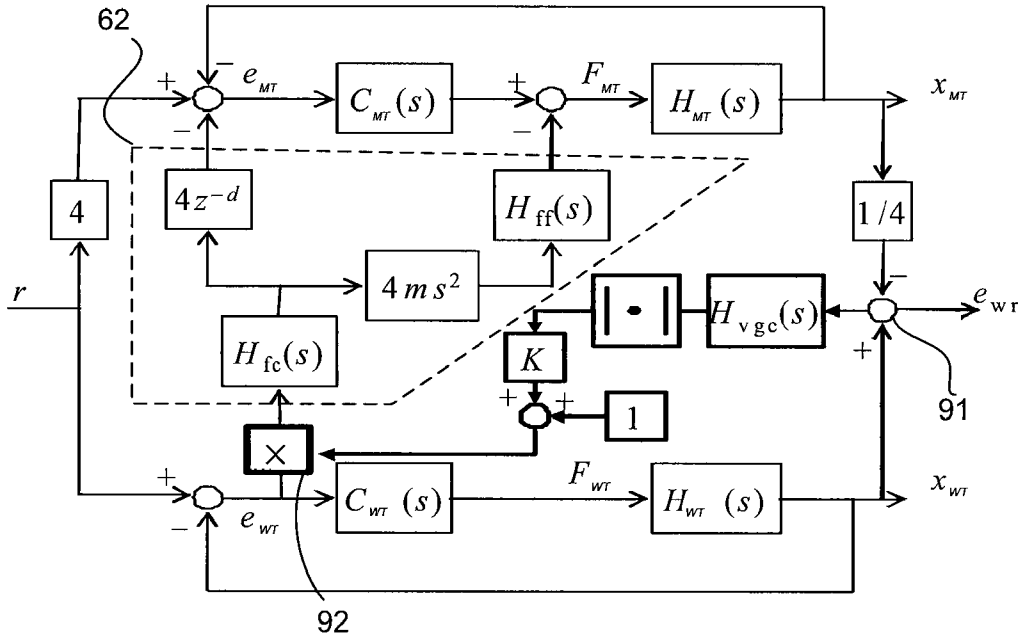 62
− e_MT F_MT x_MT
+ C_MT(s) + H_MT(s)
− −
4 4z^−d H_ff(s) 1/4
r 4ms² −
| • | H_vgc(s) e_wr
H_fc(s) K +
+ + 91
1
×
+ F_WT x_WT
− e_WT C_WT(s) H_WT(s)
92